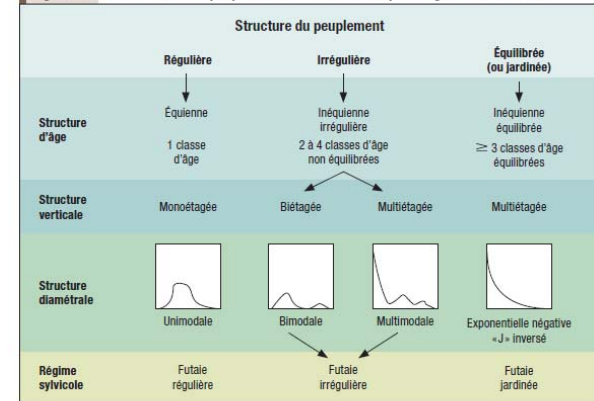 Structure du peuplement
Régulière
Irrégulière
Équilibrée
(ou jardinée)
Structure
d'âge
Équienne
1 classe
d'âge
Inéquienne
irrégulière
2 à 4 classes d'âge
non équilibrées
Inéquienne
équilibrée
≥ 3 classes d'âge
équilibrées
Structure
verticale
Monoétagée
Biétagée
Multiétagée
Multiétagée
Structure
diamétrale
Unimodale
Bimodale
Multimodale
Exponentielle négative
«J» inversé
Régime
sylvicole
Futaie
régulière
Futaie
irrégulière
Futaie
jardinée